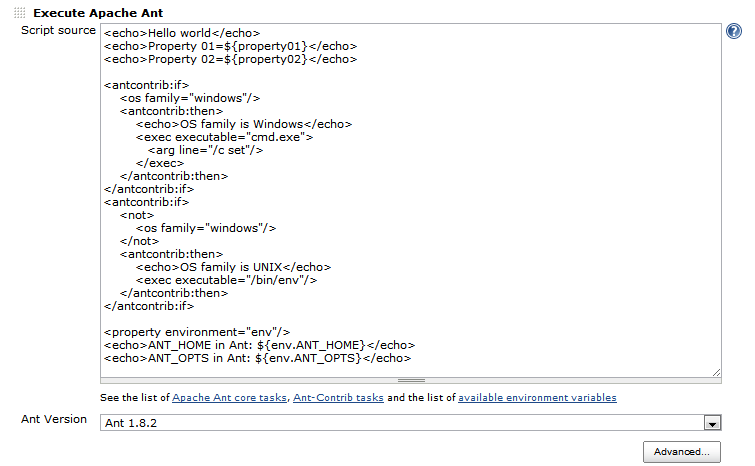 Execute Apache Ant
Script source
<echo>Hello world</echo>
<echo>Property 01=${property01}</echo>
<echo>Property 02=${property02}</echo>
<antcontrib:if>
<os family="windows"/>
<antcontrib:then>
<echo>OS family is Windows</echo>
<exec executable="cmd.exe">
<arg line="/c set"/>
</exec>
</antcontrib:then>
</antcontrib:if>
<antcontrib:if>
<not>
<os family="windows"/>
</not>
<antcontrib:then>
<echo>OS family is UNIX</echo>
<exec executable="/bin/env"/>
</antcontrib:then>
</antcontrib:if>
<property environment="env"/>
<echo>ANT_HOME in Ant: ${env.ANT_HOME}</echo>
<echo>ANT_OPTS in Ant: ${env.ANT_OPTS}</echo>
See the list of Apache Ant core tasks, Ant-Contrib tasks and the list of available environment variables
Ant Version
Ant 1.8.2
Advanced...